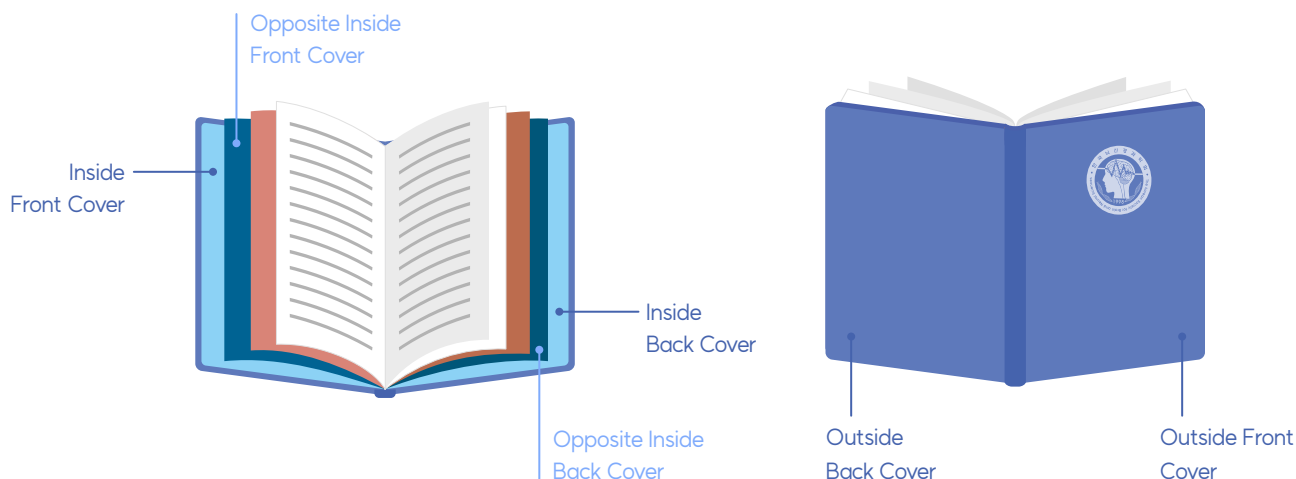 Opposite Inside
Front Cover
Inside
Front Cover
Inside
Back Cover
Opposite Inside
Back Cover
Outside
Back Cover
Outside Front
Cover